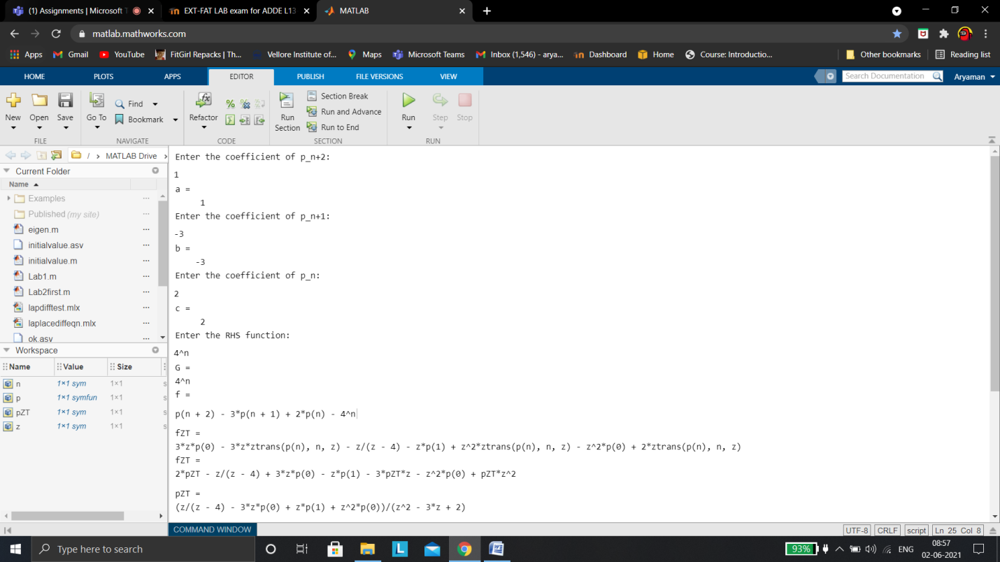 (1) Assignments | Microsoft T
EXT-FAT LAB exam for ADDE L13
MATLAB
matlab.mathworks.com
Apps Gmail YouTube FitGirl Repacks | Th... Vellore Institute of... Maps Microsoft Teams Inbox (1,546) - arya... Dashboard Home Course: Introductio... Other bookmarks Reading list
HOME PLOTS APPS EDITOR PUBLISH FILE VERSIONS VIEW Search Documentation Aryaman
New Open Save Go To Find Bookmark Refactor Run Section Section Break Run and Advance Run to End Run Step Stop
FILE NAVIGATE CODE SECTION RUN
/ › MATLAB Drive ›
Current Folder
Name
Examples
Published (my site)
eigen.m
initialvalue.asv
initialvalue.m
Lab1.m
Lab2first.m
lapdifftest.mlx
laplacediffeqn.mlx
ok.asv
Workspace
Name Value Size
n 1×1 sym 1×1 s
p 1×1 symfun 1×1 s
pZT 1×1 sym 1×1 s
z 1×1 sym 1×1 s
Enter the coefficient of p_n+2:
1
a =
1
Enter the coefficient of p_n+1:
-3
b =
-3
Enter the coefficient of p_n:
2
c =
2
Enter the RHS function:
4^n
G =
4^n
f =
p(n + 2) - 3*p(n + 1) + 2*p(n) - 4^n
fZT =
3*z*p(0) - 3*z*ztrans(p(n), n, z) - z/(z - 4) - z*p(1) + z^2*ztrans(p(n), n, z) - z^2*p(0) + 2*ztrans(p(n), n, z)
fZT =
2*pZT - z/(z - 4) + 3*z*p(0) - z*p(1) - 3*pZT*z - z^2*p(0) + pZT*z^2
pZT =
(z/(z - 4) - 3*z*p(0) + z*p(1) + z^2*p(0))/(z^2 - 3*z + 2)
COMMAND WINDOW
UTF-8 CRLF script Ln 25 Col 8
Type here to search
93% ENG 08:57
02-06-2021